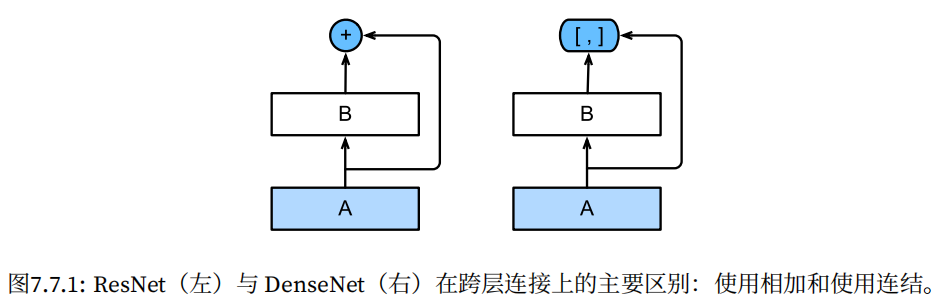 + [ , ]
B B
A A
图7.7.1: ResNet（左）与 DenseNet（右）在跨层连接上的主要区别：使用相加和使用连结。